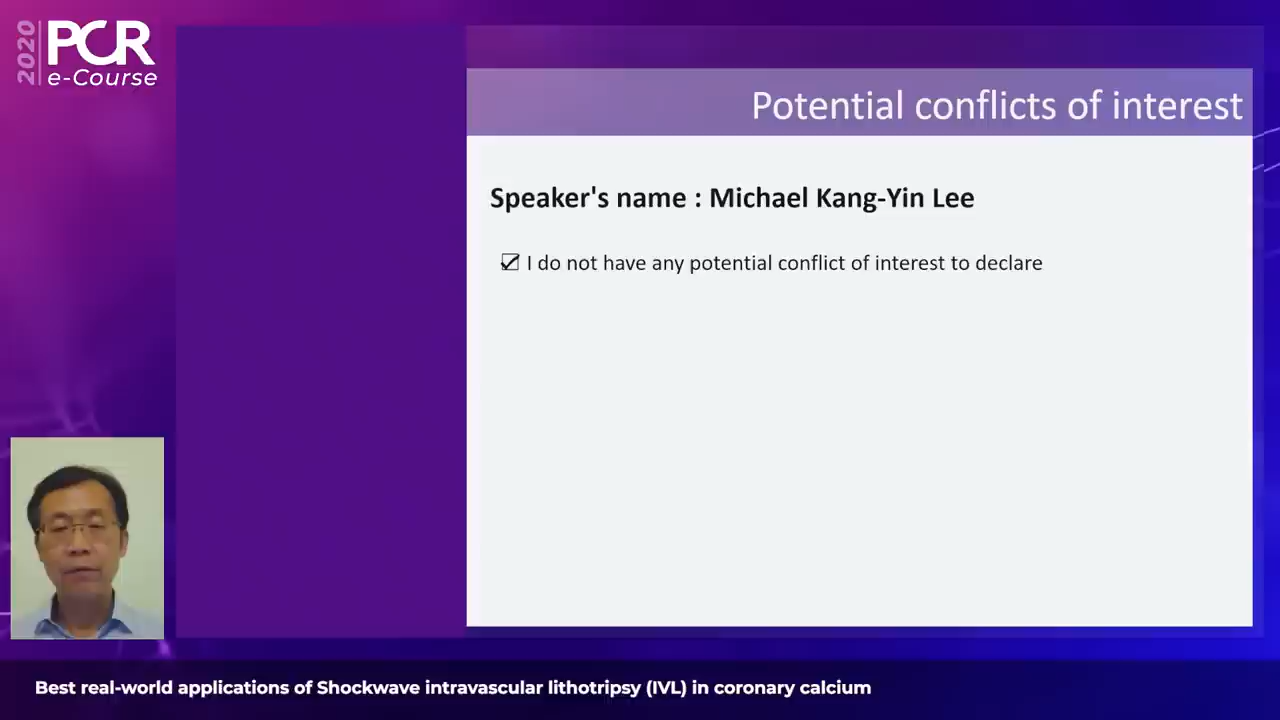 2020
PCR
e-Course
Potential conflicts of interest
Speaker's name : Michael Kang-Yin Lee
I do not have any potential conflict of interest to declare
Best real-world applications of Shockwave intravascular lithotripsy (IVL) in coronary calcium